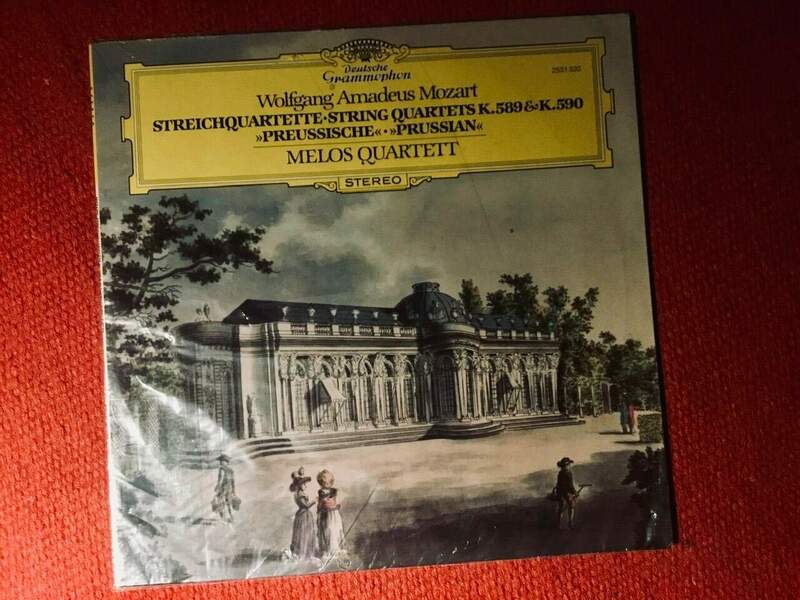 Deutsche
Grammophon
2531 320
Wolfgang Amadeus Mozart
STREICHQUARTETTE·STRING QUARTETS K.589&K.590
»PREUSSISCHE«·»PRUSSIAN«
MELOS QUARTETT
STEREO